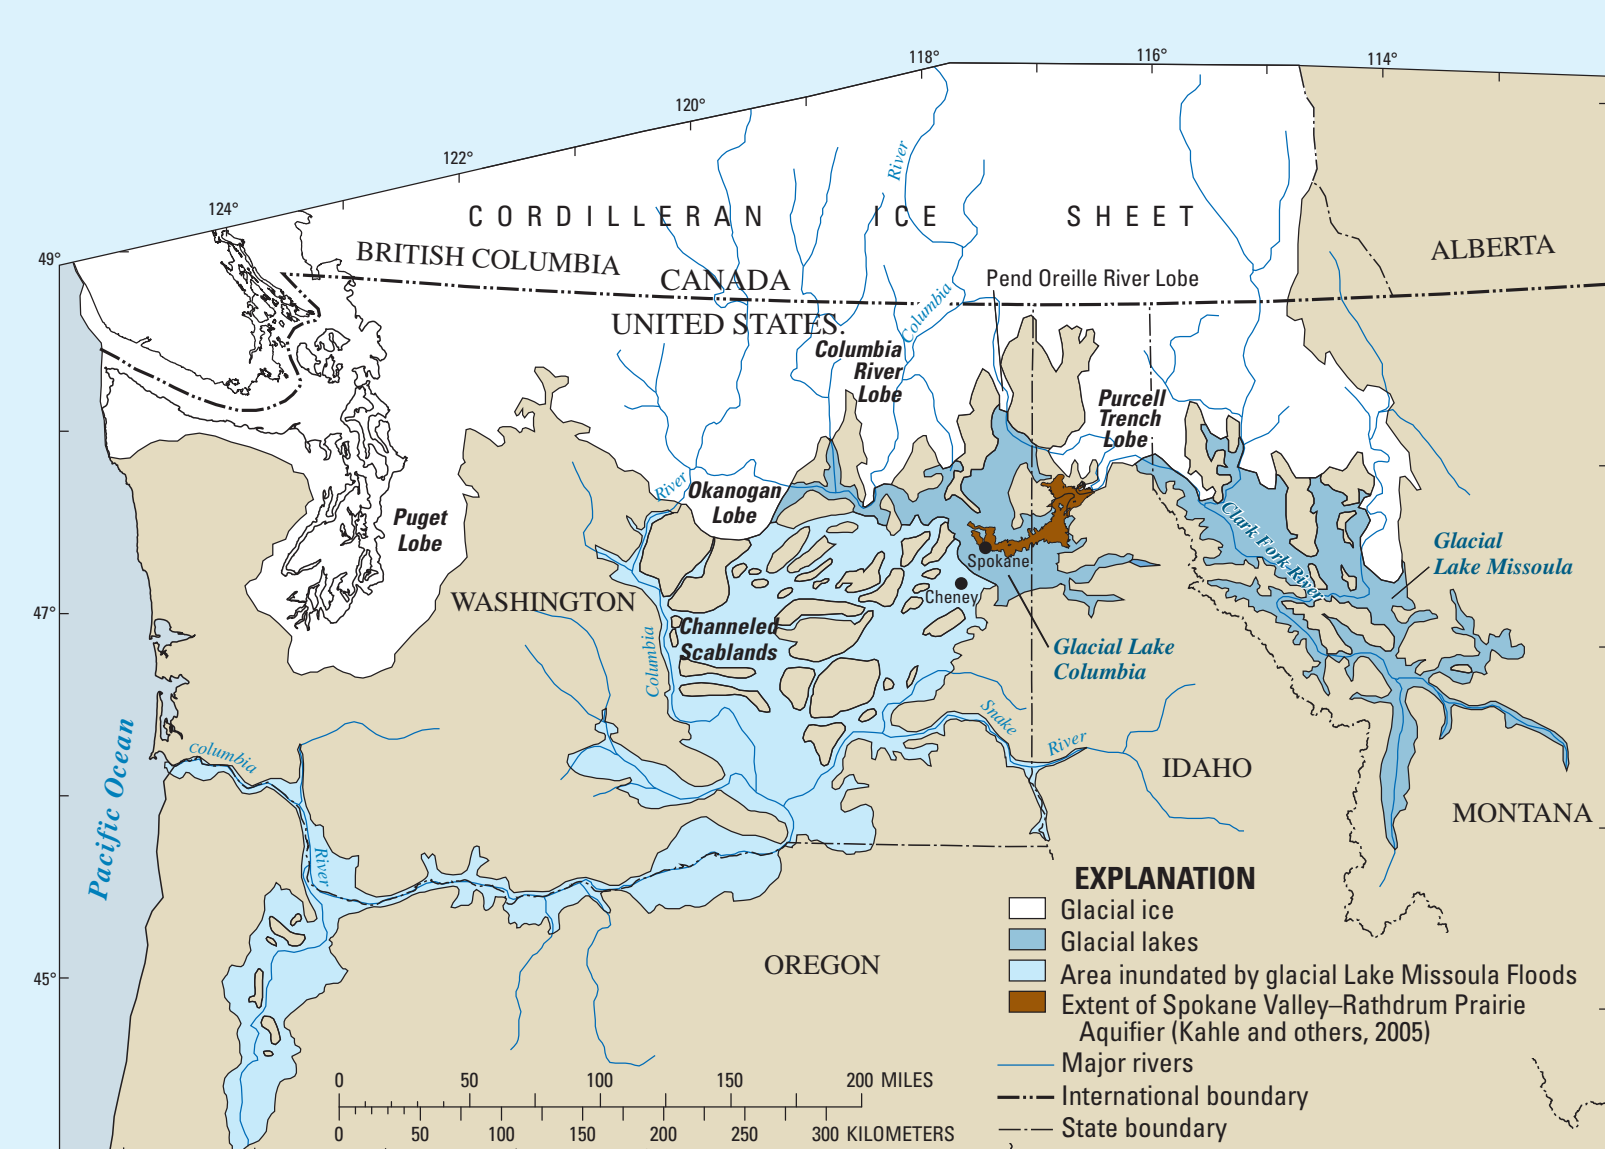 118°
116°
114°
120°
122°
124°
49°
River
CORDILLERAN ICE SHEET
BRITISH COLUMBIA
ALBERTA
CANADA
Pend Oreille River Lobe
UNITED STATES
Columbia
Columbia
River
Lobe
Purcell
Trench
Lobe
River
Okanogan
Lobe
Puget
Lobe
Clark Fork River
Glacial
Lake Missoula
Spokane
Cheney
47°
WASHINGTON
Channeled
Scablands
Columbia
Glacial Lake
Columbia
Snake
River
Columbia
Pacific Ocean
IDAHO
MONTANA
River
OREGON
45°
EXPLANATION
Glacial ice
Glacial lakes
Area inundated by glacial Lake Missoula Floods
Extent of Spokane Valley–Rathdrum Prairie
Aquifier (Kahle and others, 2005)
Major rivers
International boundary
State boundary
0 50 100 150 200 MILES
0 50 100 150 200 250 300 KILOMETERS